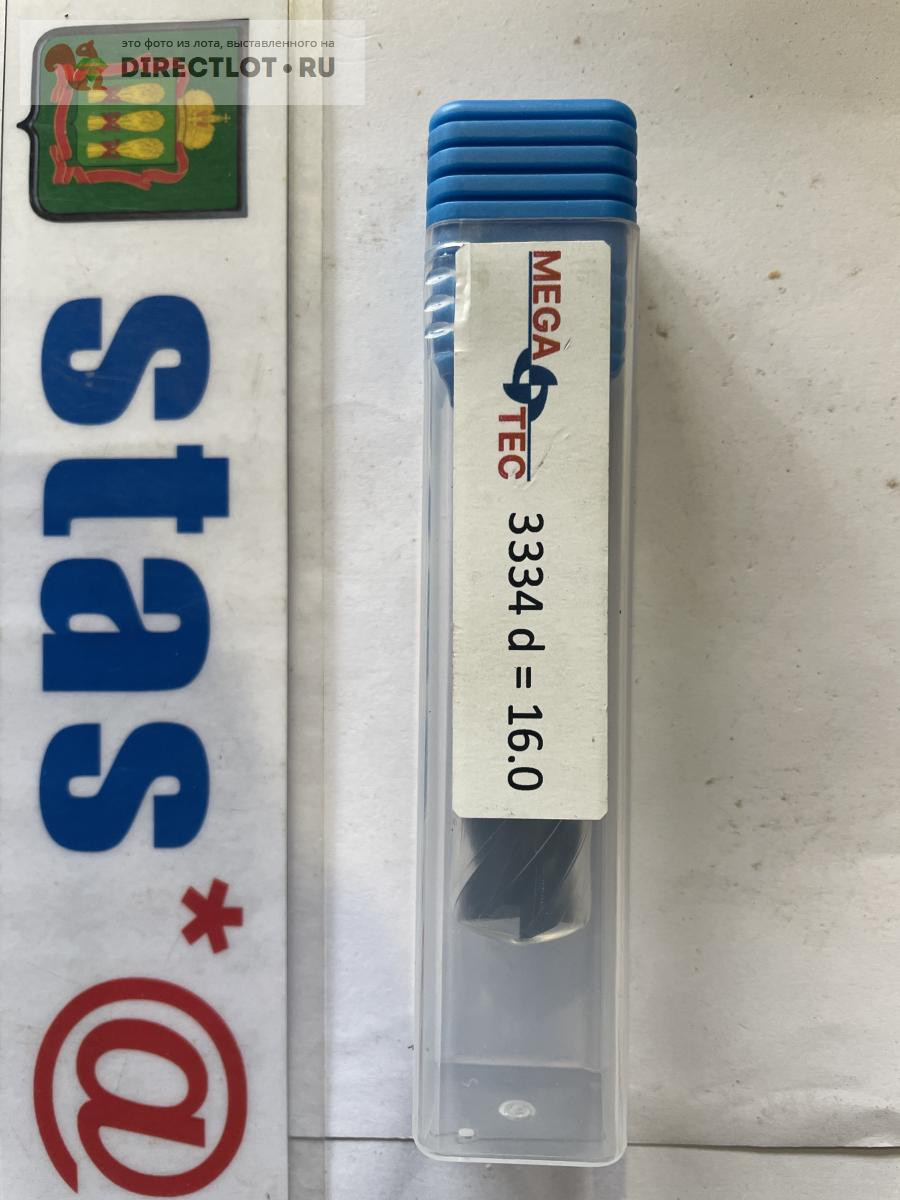 это фото из лота, выставленного на
DIRECTLOT•RU
stas*@
MEGA
TEC
3334 d = 16.0